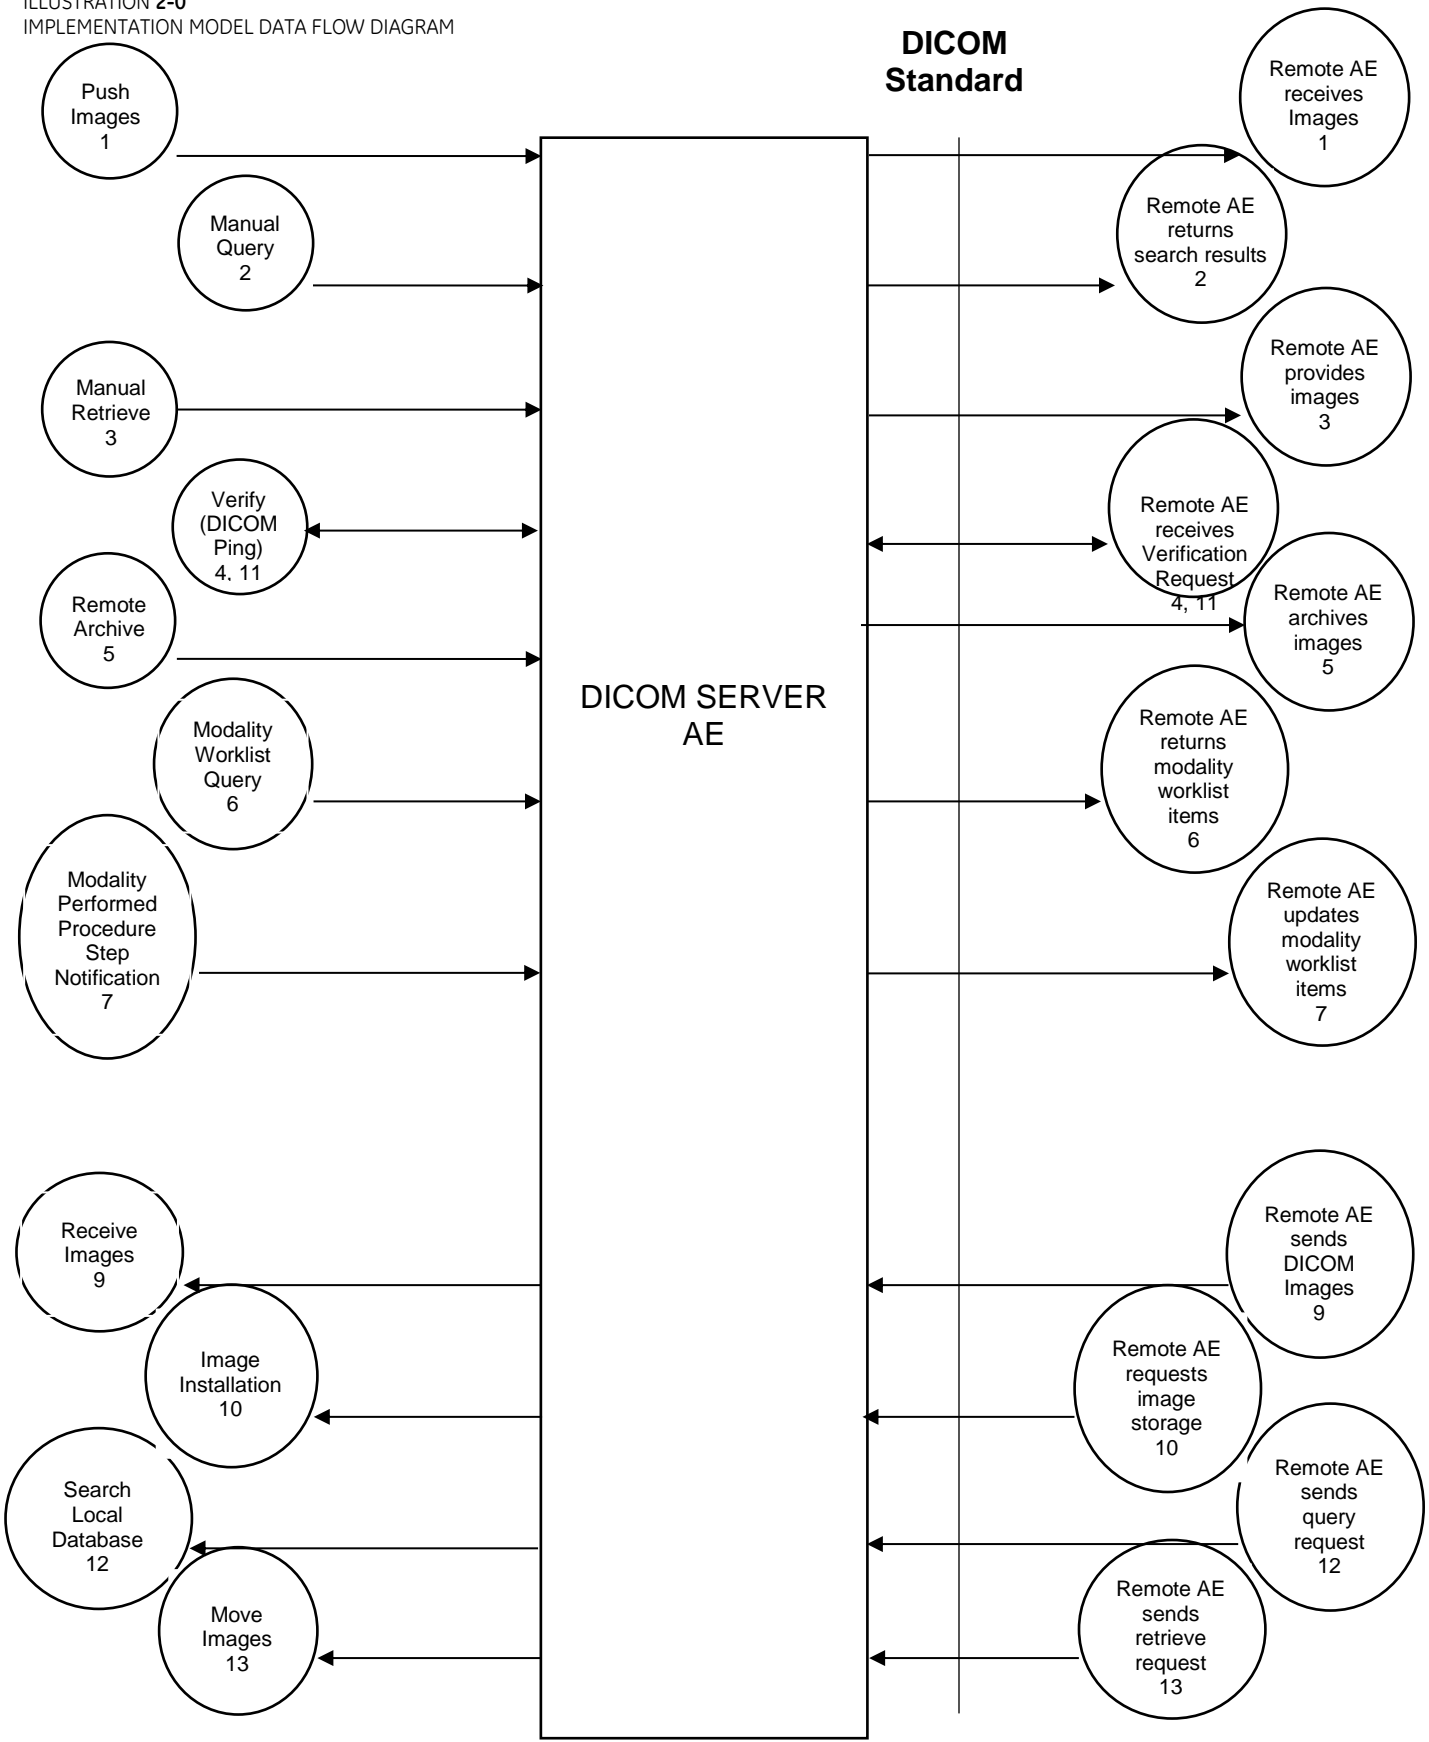 ILLUSTRATION 2-0
IMPLEMENTATION MODEL DATA FLOW DIAGRAM
DICOM
Standard
Push
Images
1
Remote AE
receives
Images
1
Manual
Query
2
Remote AE
returns
search results
2
Manual
Retrieve
3
Remote AE
provides
images
3
Verify
(DICOM
Ping)
4, 11
Remote AE
receives
Verification
Request
4, 11
Remote
Archive
5
Remote AE
archives
images
5
DICOM SERVER
AE
Modality
Worklist
Query
6
Remote AE
returns
modality
worklist
items
6
Modality
Performed
Procedure
Step
Notification
7
Remote AE
updates
modality
worklist
items
7
Receive
Images
9
Remote AE
sends
DICOM
Images
9
Image
Installation
10
Remote AE
requests
image
storage
10
Search
Local
Database
12
Remote AE
sends
query
request
12
Move
Images
13
Remote AE
sends
retrieve
request
13